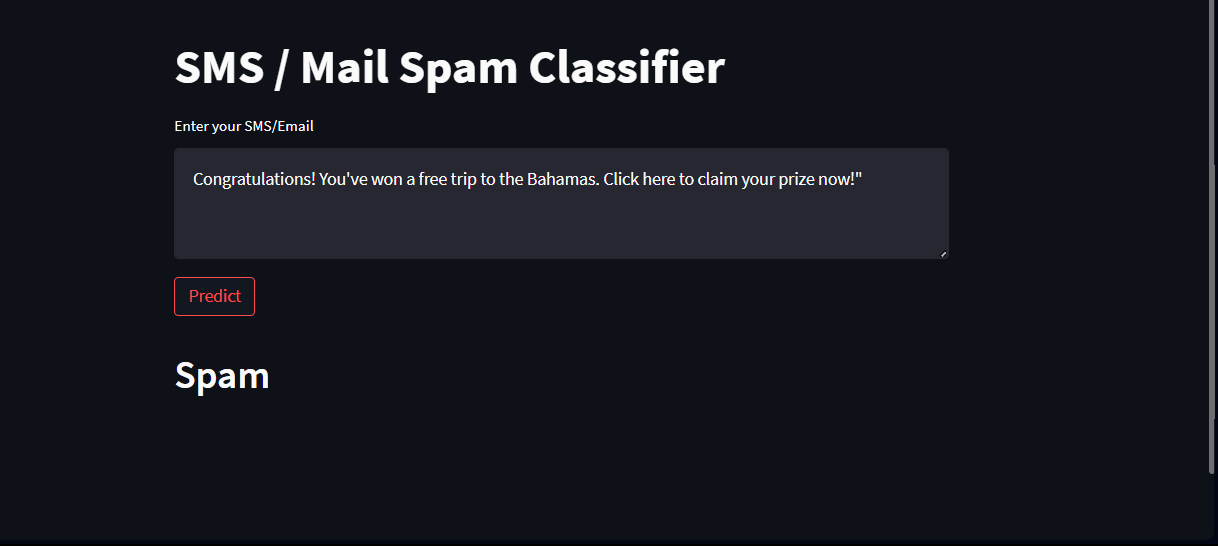 SMS / Mail Spam Classifier
Enter your SMS/Email
Congratulations! You've won a free trip to the Bahamas. Click here to claim your prize now!"
Predict
Spam